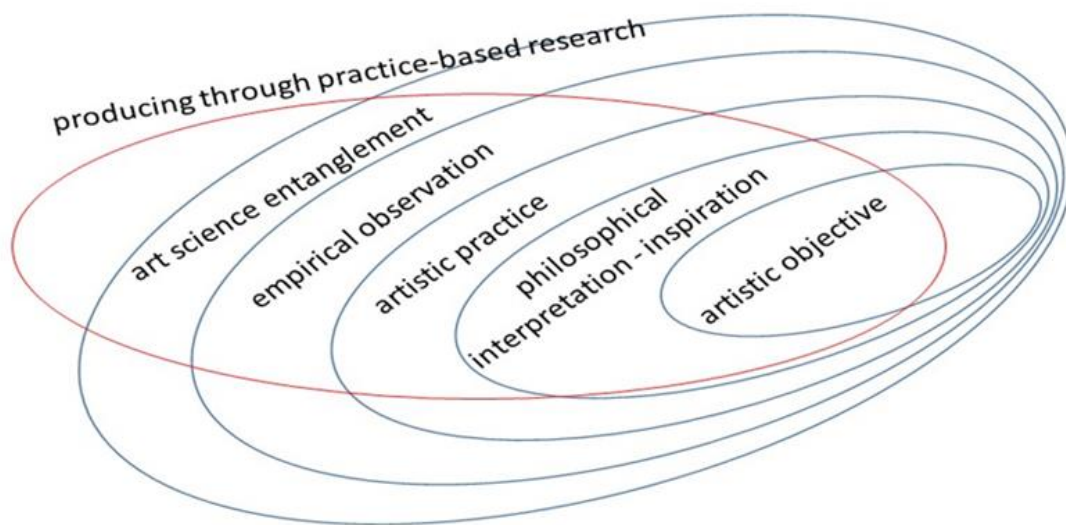 producing through practice-based research
art science entanglement
empirical observation
artistic practice
philosophical
interpretation - inspiration
artistic objective